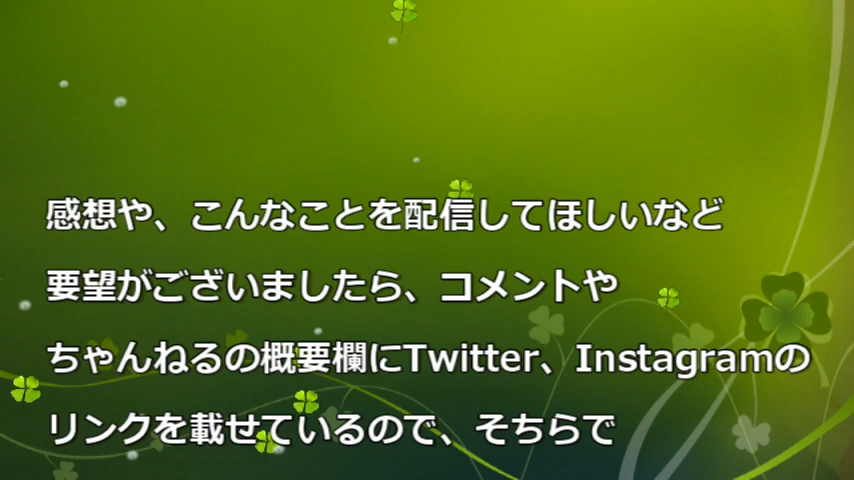 感想や、こんなことを配信してほしいなど
要望がございましたら、コメントや
ちゃんねるの概要欄にTwitter、Instagramの
リンクを載せているので、そちらで